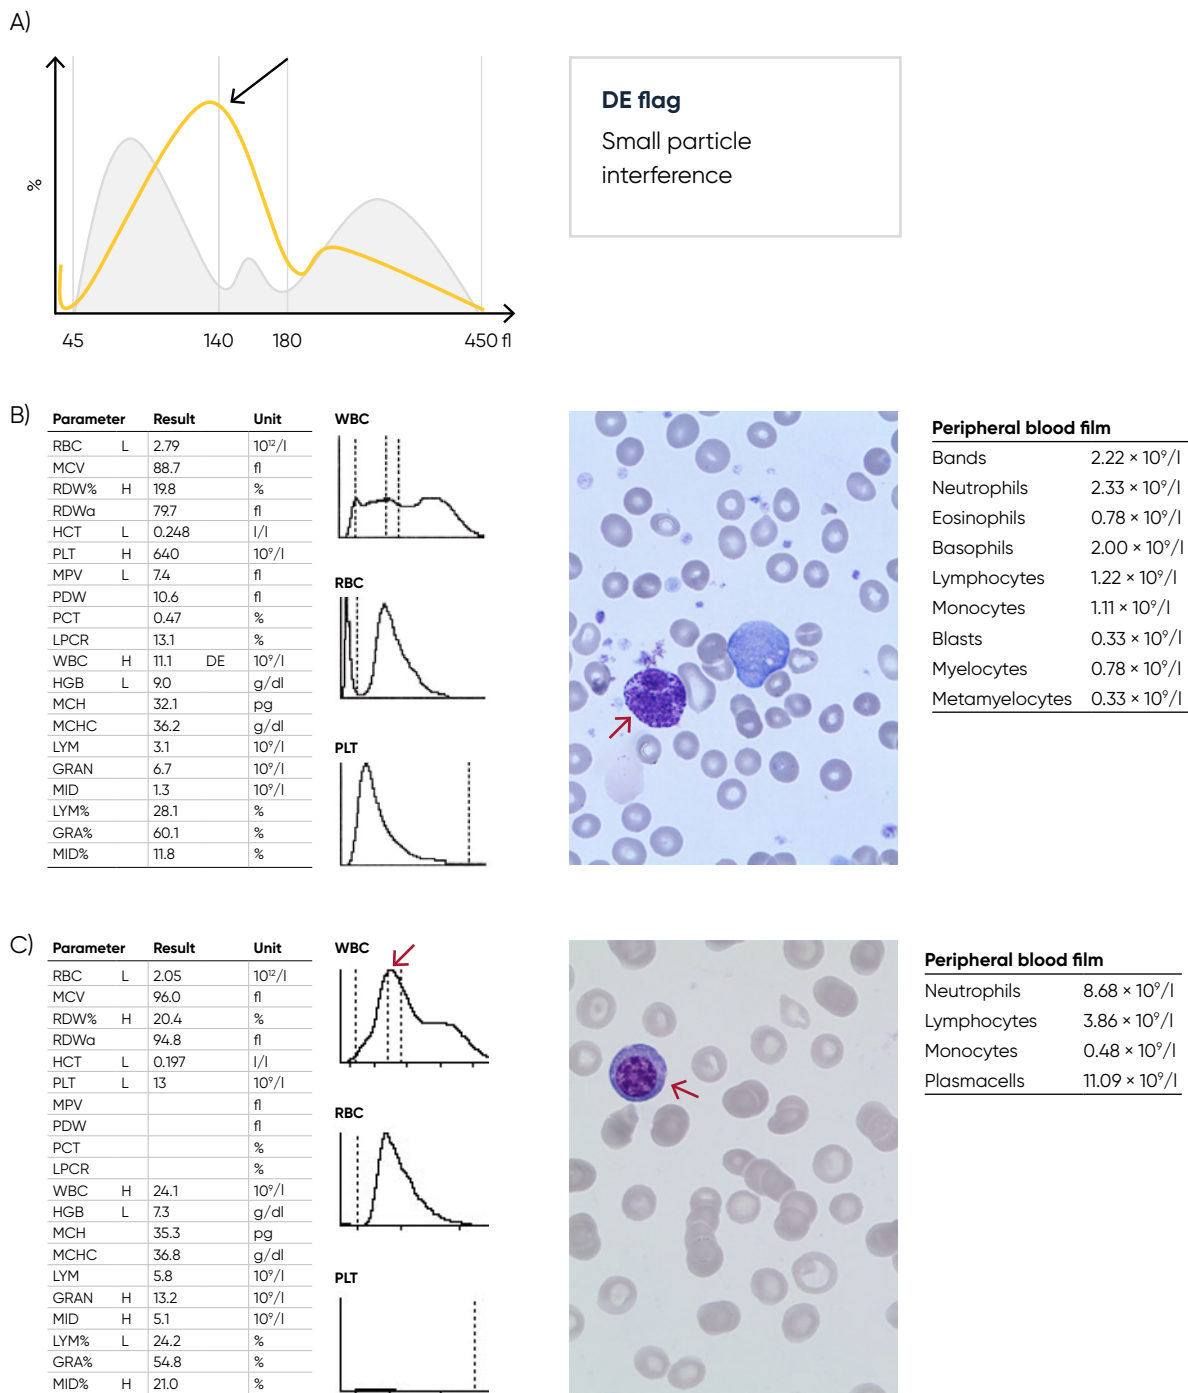 A)
%
45 140 180 450 fl
DE flag
Small particle
interference
B)
Parameter Result Unit
RBC L 2.79 10¹²/l
MCV 88.7 fl
RDW% H 19.8 %
RDWa 79.7 fl
HCT L 0.248 l/l
PLT H 640 10⁹/l
MPV L 7.4 fl
PDW 10.6 fl
PCT 0.47 %
LPCR 13.1 %
WBC H 11.1 DE 10⁹/l
HGB L 9.0 g/dl
MCH 32.1 pg
MCHC 36.2 g/dl
LYM 3.1 10⁹/l
GRAN 6.7 10⁹/l
MID 1.3 10⁹/l
LYM% 28.1 %
GRA% 60.1 %
MID% 11.8 %
WBC
RBC
PLT
Peripheral blood film
Bands 2.22 × 10⁹/l
Neutrophils 2.33 × 10⁹/l
Eosinophils 0.78 × 10⁹/l
Basophils 2.00 × 10⁹/l
Lymphocytes 1.22 × 10⁹/l
Monocytes 1.11 × 10⁹/l
Blasts 0.33 × 10⁹/l
Myelocytes 0.78 × 10⁹/l
Metamyelocytes 0.33 × 10⁹/l
C)
Parameter Result Unit
RBC L 2.05 10¹²/l
MCV 96.0 fl
RDW% H 20.4 %
RDWa 94.8 fl
HCT L 0.197 l/l
PLT L 13 10⁹/l
MPV fl
PDW fl
PCT %
LPCR %
WBC H 24.1 10⁹/l
HGB L 7.3 g/dl
MCH 35.3 pg
MCHC 36.8 g/dl
LYM 5.8 10⁹/l
GRAN H 13.2 10⁹/l
MID H 5.1 10⁹/l
LYM% L 24.2 %
GRA% 54.8 %
MID% H 21.0 %
WBC
RBC
PLT
Peripheral blood film
Neutrophils 8.68 × 10⁹/l
Lymphocytes 3.86 × 10⁹/l
Monocytes 0.48 × 10⁹/l
Plasmacells 11.09 × 10⁹/l